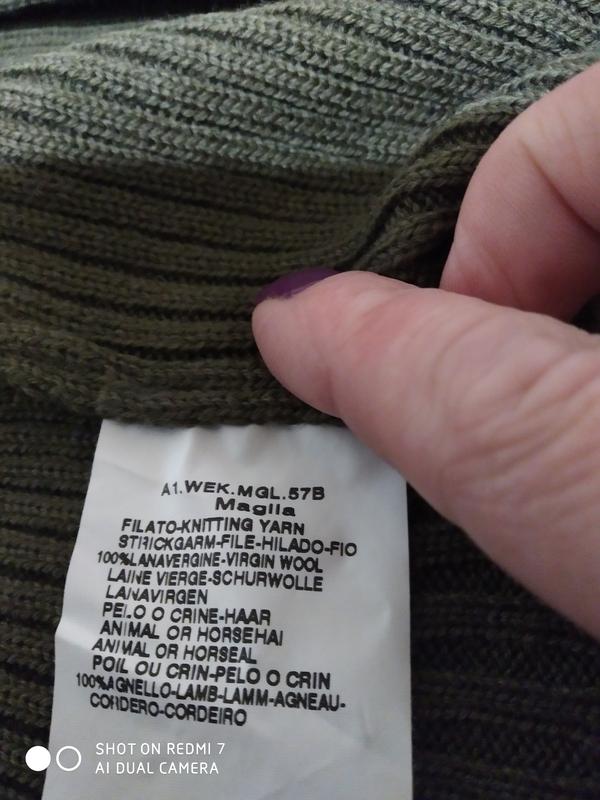 A1.WEK.MGL.57B
Maglia
FILATO-KNITTING YARN
STRICKGARM-FILE-HILADO-FIO
100%LANAVERGINE-VIRGIN WOOL
LAINE VIERGE-SCHURWOLLE
LANAVIRGEN
PELO O CRINE-HAAR
ANIMAL OR HORSEHAI
ANIMAL OR HORSEAL
POIL OU CRIN-PELO O CRIN
100%AGNELLO-LAMB-LAMM-AGNEAU-
CORDERO-CORDEIRO
SHOT ON REDMI 7
AI DUAL CAMERA